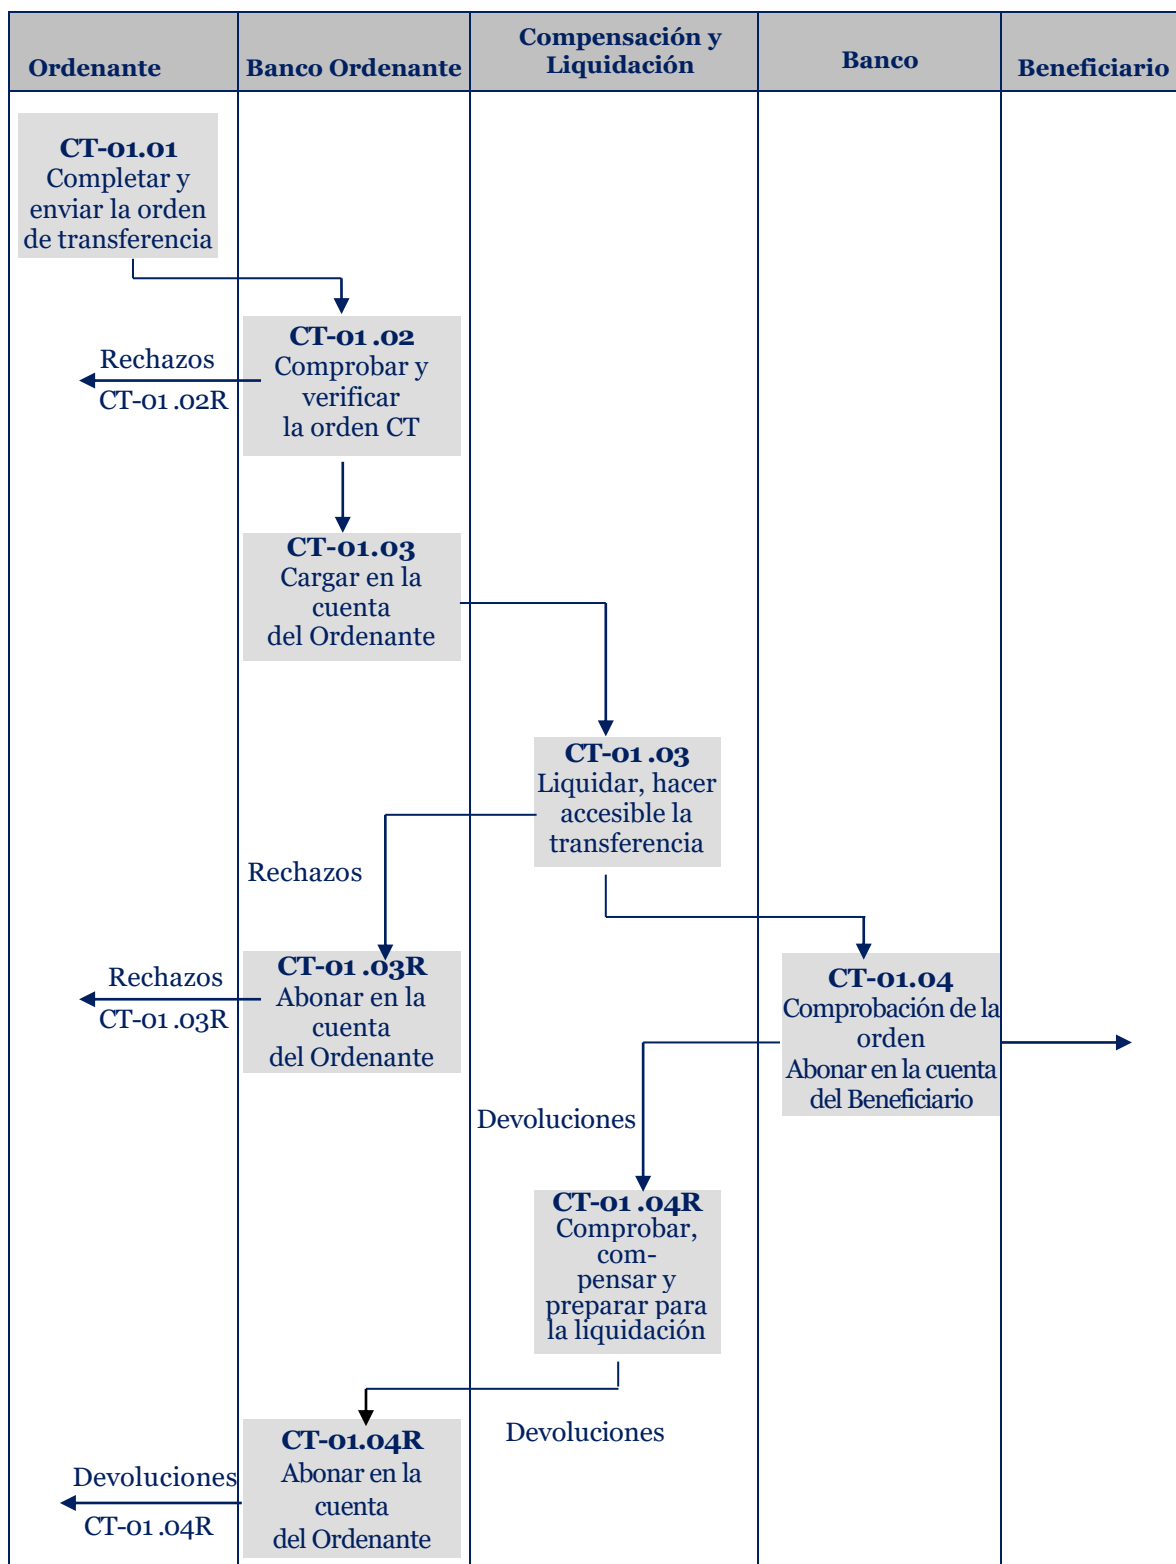 Ordenante
Banco Ordenante
Compensación y
Liquidación
Banco
Beneficiario
CT-01.01
Completar y
enviar la orden
de transferencia
CT-01.02
Comprobar y
verificar
la orden CT
Rechazos
CT-01.02R
CT-01.03
Cargar en la
cuenta
del Ordenante
CT-01.03
Liquidar, hacer
accesible la
transferencia
Rechazos
CT-01.03R
Abonar en la
cuenta
del Ordenante
Rechazos
CT-01.03R
CT-01.04
Comprobación de la
orden
Abonar en la cuenta
del Beneficiario
Devoluciones
CT-01.04R
Comprobar,
com-
pensar y
preparar para
la liquidación
Devoluciones
CT-01.04R
Abonar en la
cuenta
del Ordenante
Devoluciones
CT-01.04R